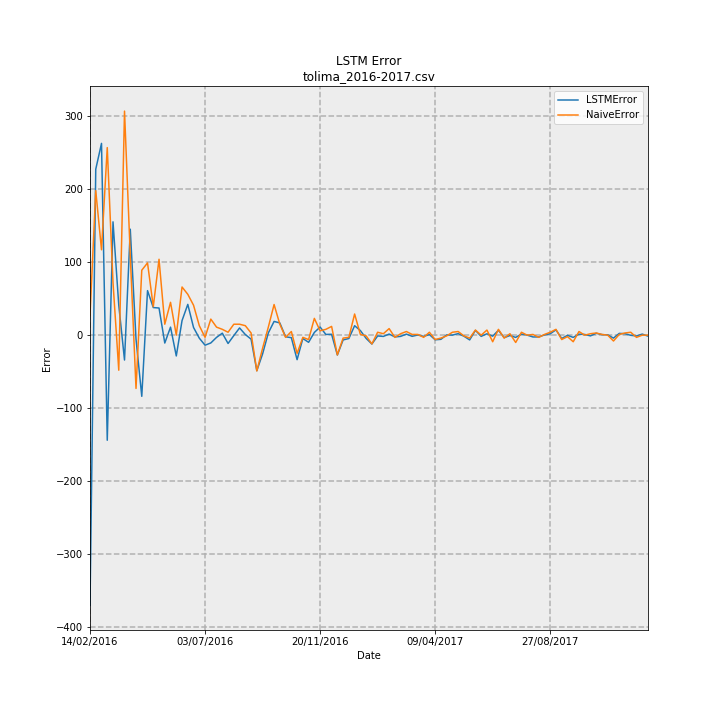 LSTM Error
tolima_2016-2017.csv
LSTMError
NaiveError
300
200
100
0
−100
−200
−300
−400
Error
14/02/2016
03/07/2016
20/11/2016
09/04/2017
27/08/2017
Date